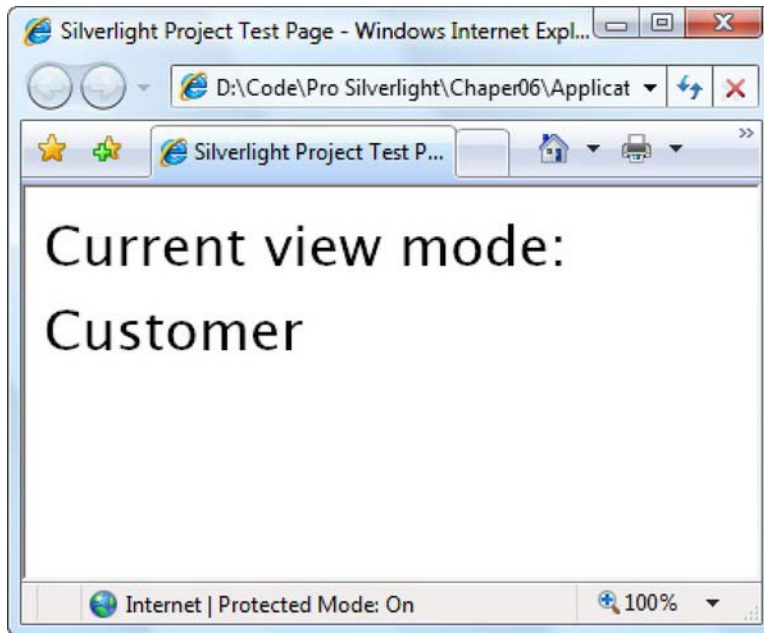 Silverlight Project Test Page - Windows Internet Expl...
D:\Code\Pro Silverlight\Chaper06\Applicat
Silverlight Project Test P...
Current view mode:
Customer
Internet | Protected Mode: On
100%